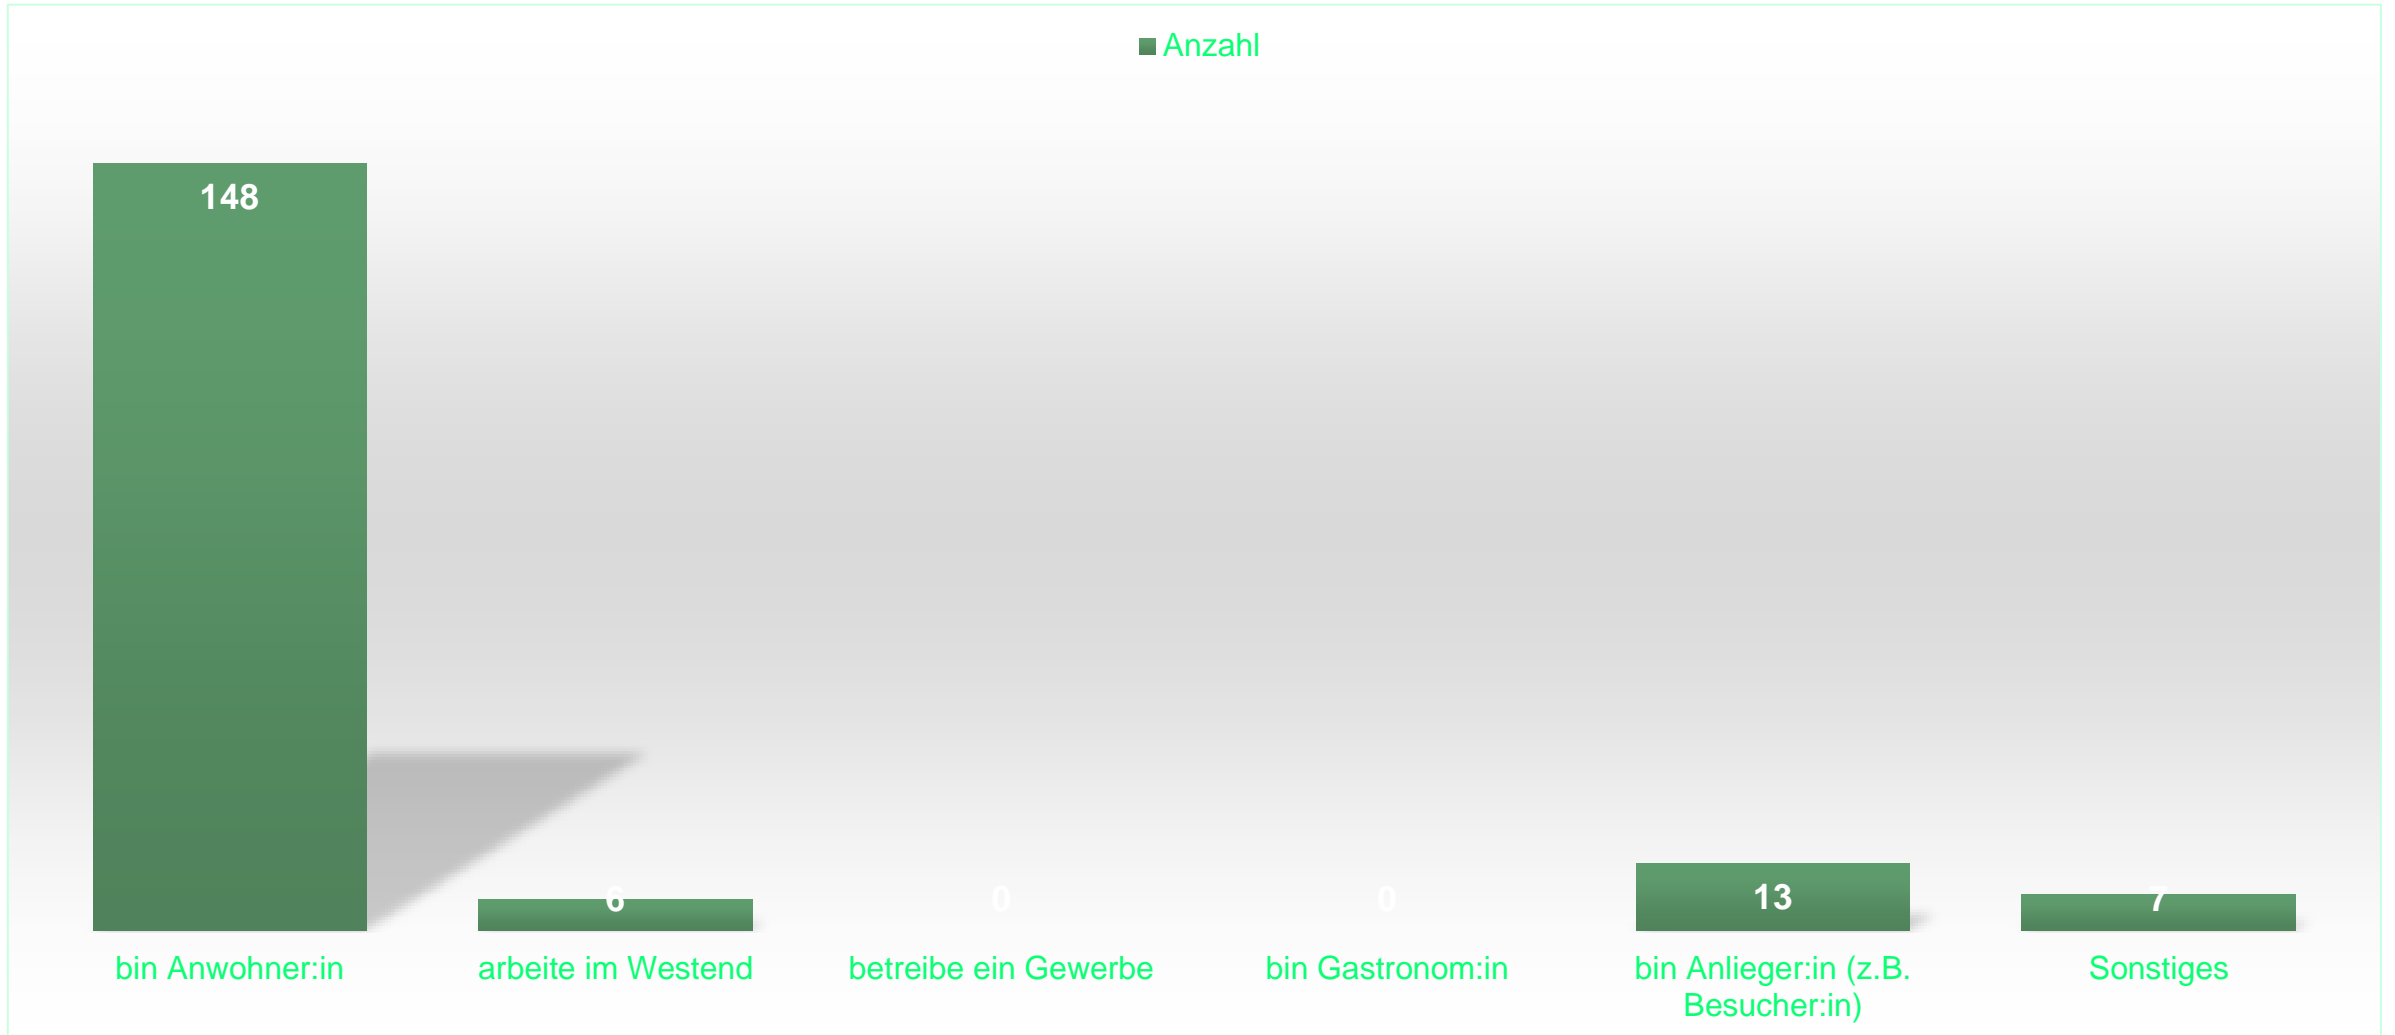 Anzahl
148
6
0
0
13
7
bin Anwohner:in
arbeite im Westend
betreibe ein Gewerbe
bin Gastronom:in
bin Anlieger:in (z.B.
Besucher:in)
Sonstiges